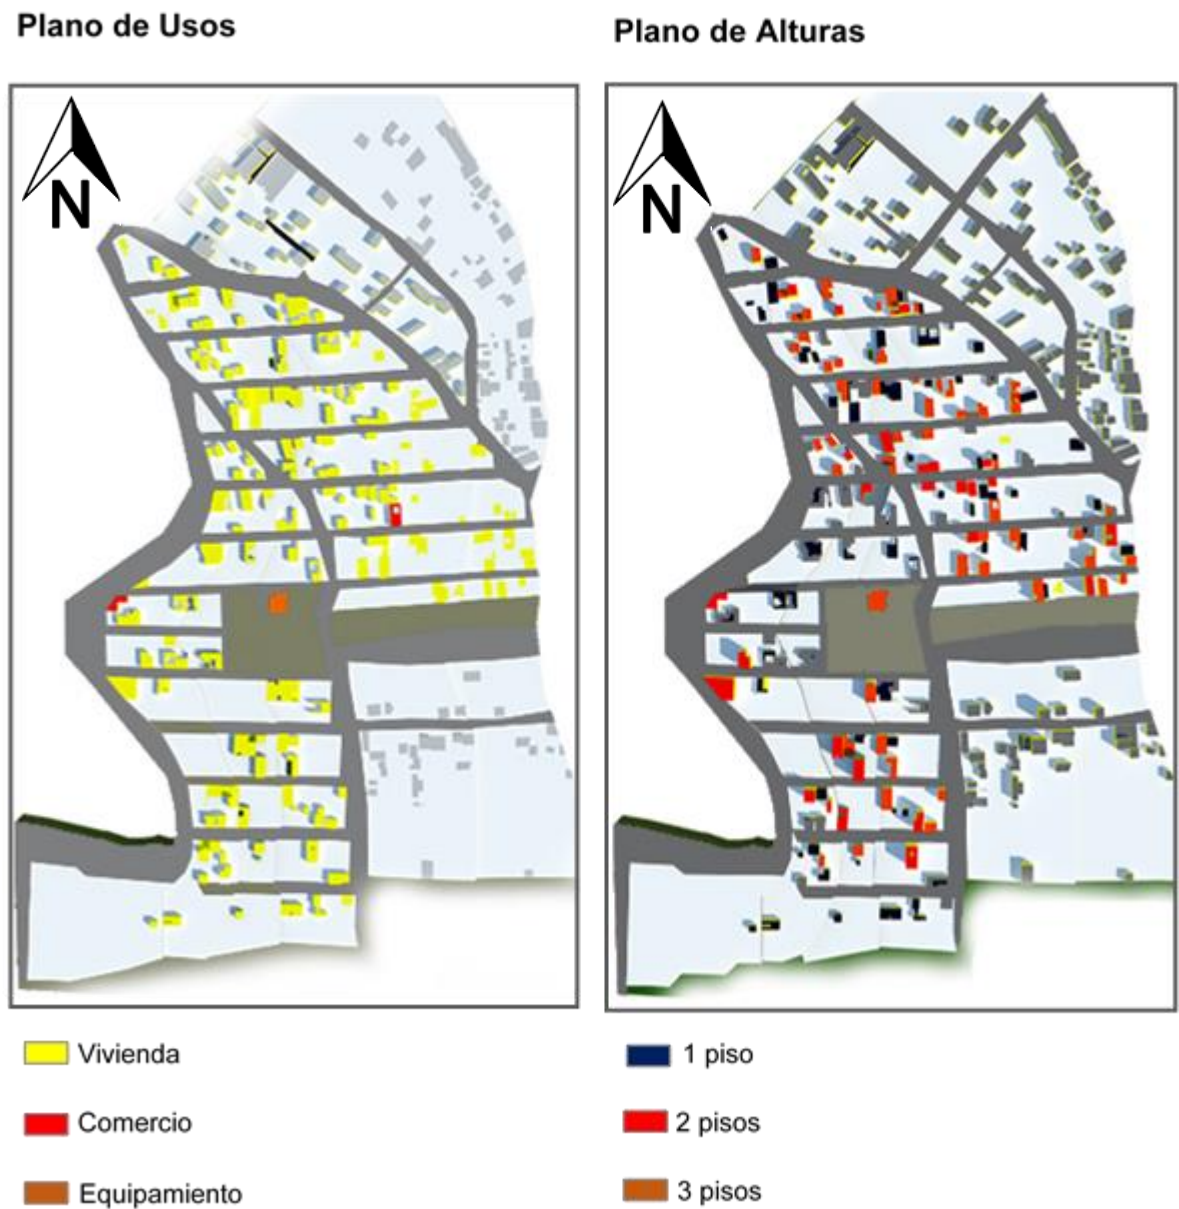 Plano de Usos
Plano de Alturas
N
N
Vivienda
Comercio
Equipamiento
1 piso
2 pisos
3 pisos